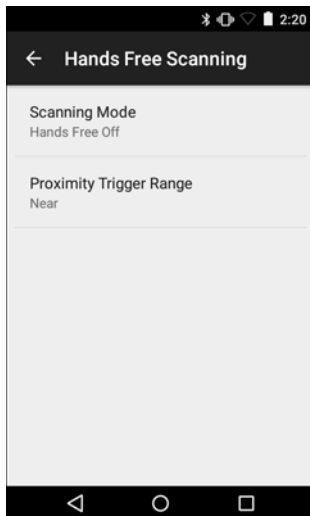 2:20
Hands Free Scanning
Scanning Mode
Hands Free Off
Proximity Trigger Range
Near